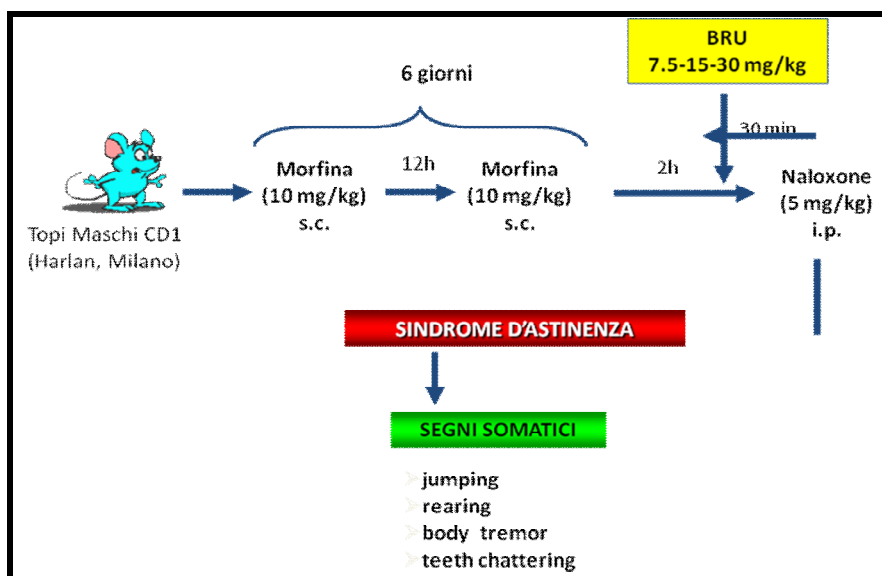 BRU
7.5-15-30 mg/kg
6 giorni
30 min
Morfina
(10 mg/kg)
s.c.
12h
Morfina
(10 mg/kg)
s.c.
2h
Naloxone
(5 mg/kg)
i.p.
Topi Maschi CD1
(Harlan, Milano)
SINDROME D'ASTINENZA
SEGNI SOMATICI
jumping
rearing
body tremor
teeth chattering